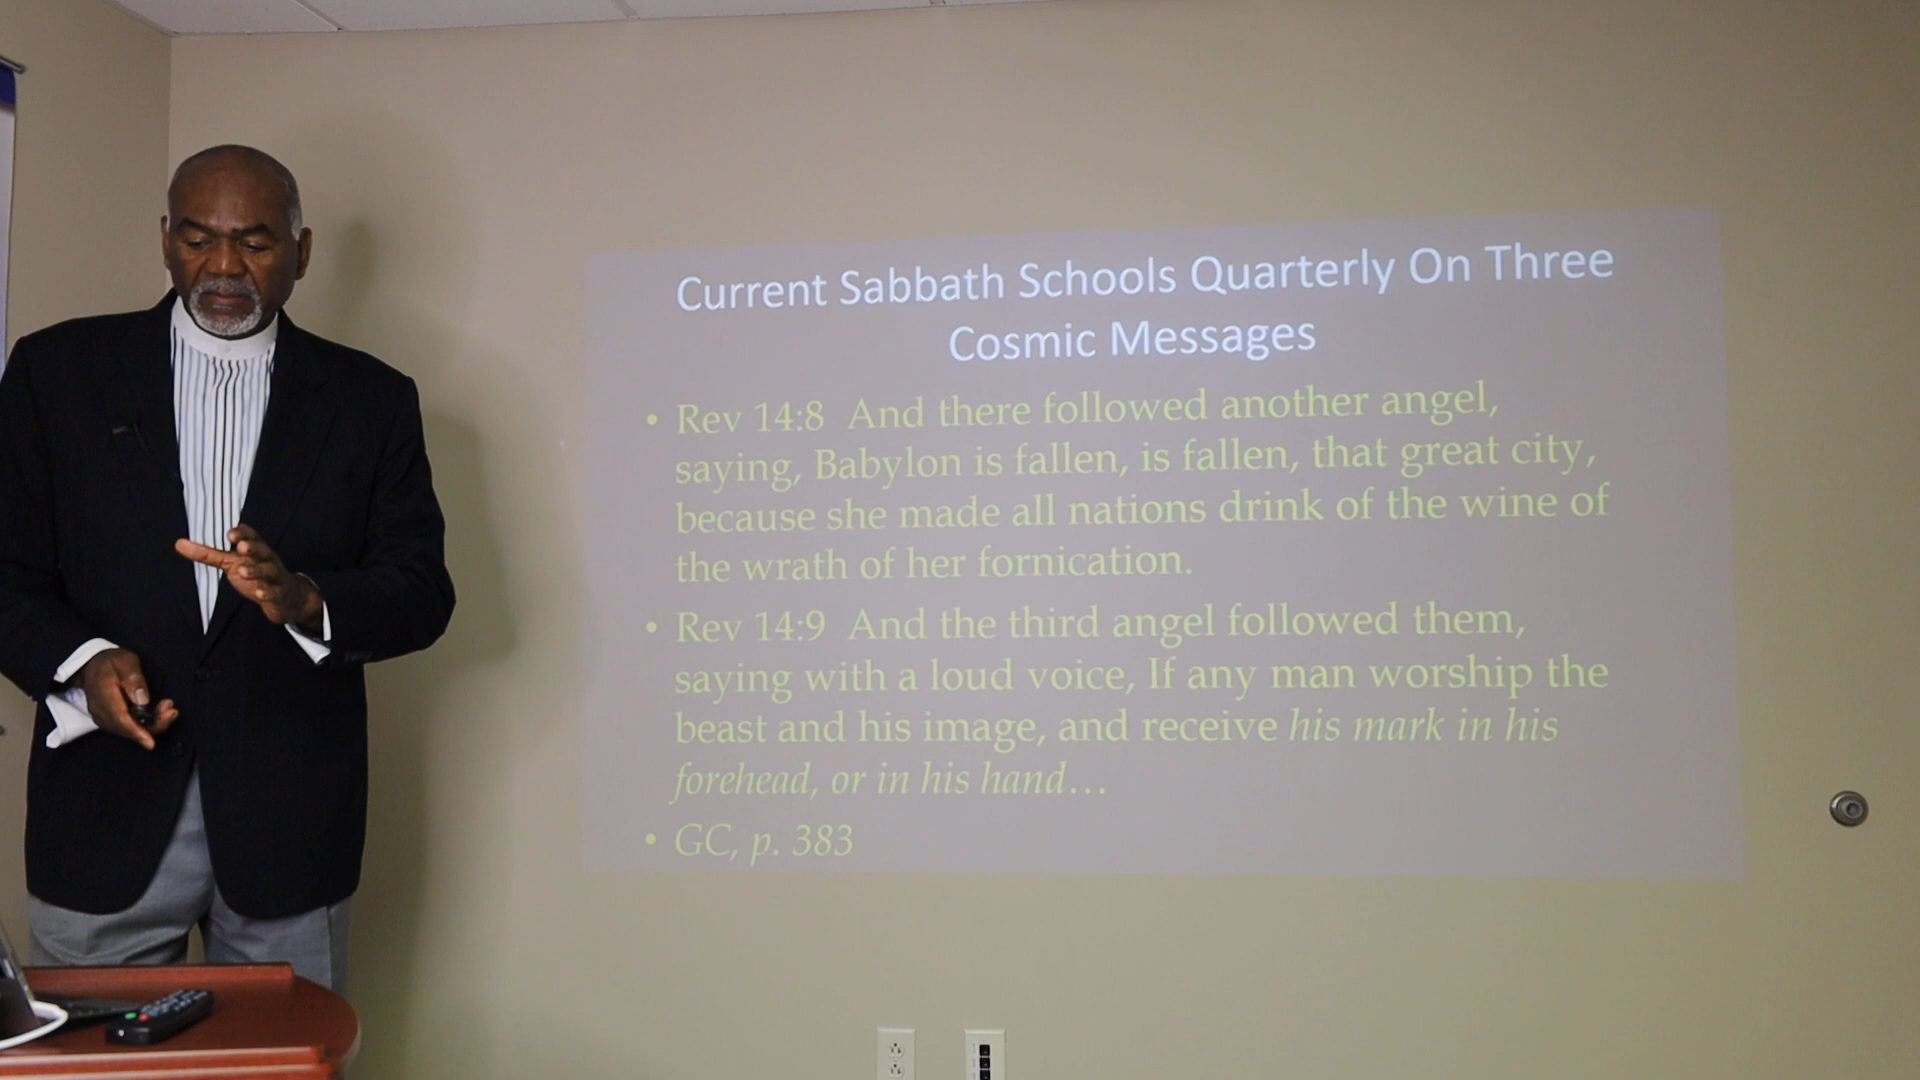 Current Sabbath Schools Quarterly On Three
Cosmic Messages
• Rev 14:8 And there followed another angel,
saying, Babylon is fallen, is fallen, that great city,
because she made all nations drink of the wine of
the wrath of her fornication.
• Rev 14:9 And the third angel followed them,
saying with a loud voice, If any man worship the
beast and his image, and receive his mark in his
forehead, or in his hand…
• GC, p. 383